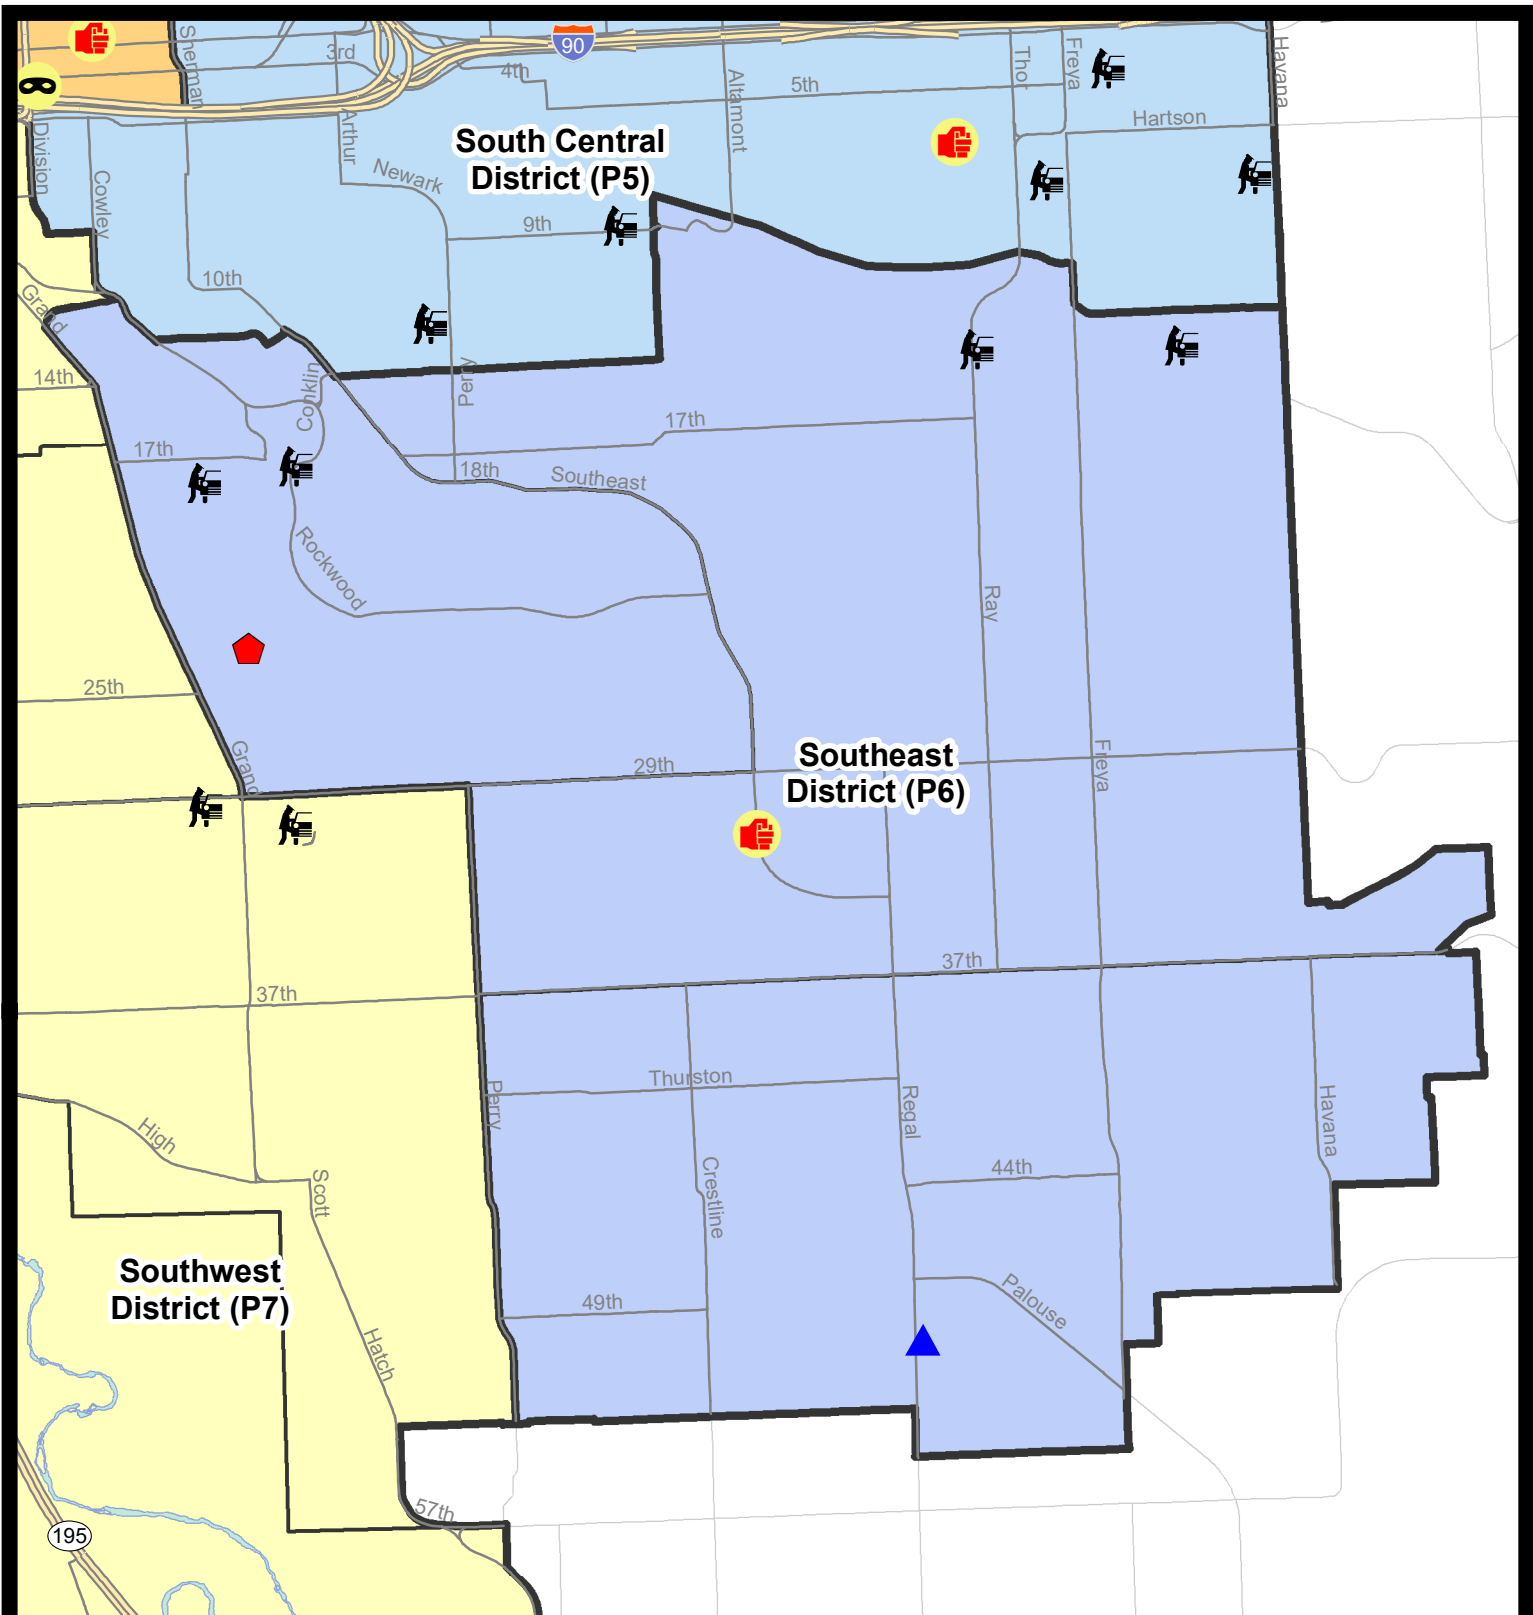 Sherman
3rd
90
4th
Altamont
5th
Thor
Freya
Havana
Division
Arthur
South Central
District (P5)
Hartson
Cowley
Newark
9th
10th
Grand
14th
Conklin
Perry
17th
17th
18th
Southeast
Rockwood
Ray
25th
Grand
29th
Southeast
District (P6)
Freya
37th
37th
Thurston
Perry
Regal
Havana
High
Scott
Crestline
44th
Southwest
District (P7)
49th
Palouse
Hatch
57th
195